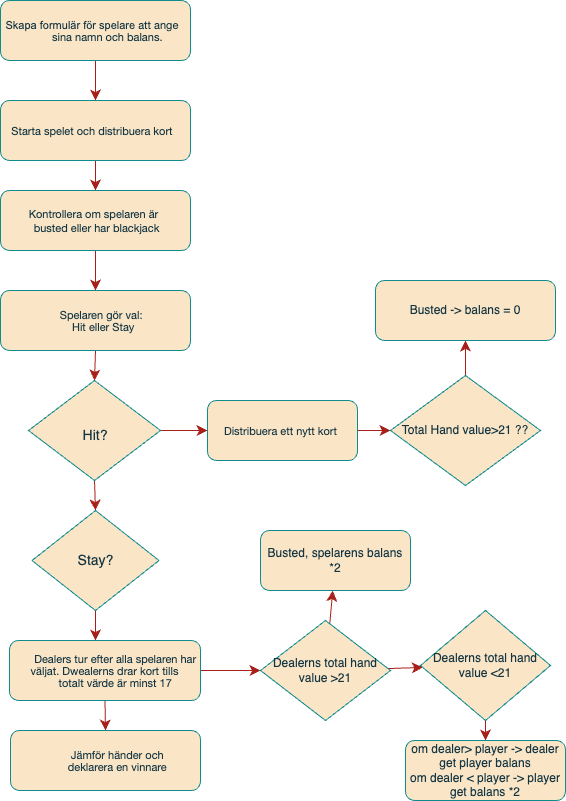 Skapa formulär för spelare att ange
sina namn och balans.
Starta spelet och distribuera kort
Kontrollera om spelaren är
busted eller har blackjack
Spelaren gör val:
Hit eller Stay
Busted -> balans = 0
Hit?
Distribuera ett nytt kort
Total Hand value>21 ??
Stay?
Busted, spelarens balans
*2
Dealers tur efter alla spelaren har
väljat. Dwealerns drar kort tills
totalt värde är minst 17
Dealerns total hand
value >21
Dealerns total hand
value <21
Jämför händer och
deklarera en vinnare
om dealer> player -> dealer
get player balans
om dealer < player -> player
get balans *2